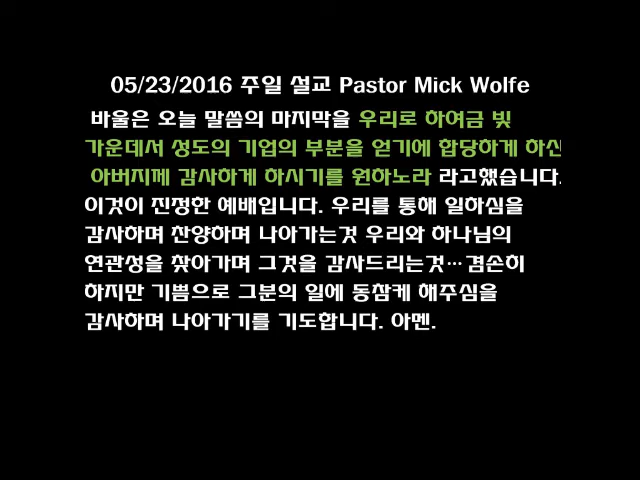 05/23/2016 주일 설교 Pastor Mick Wolfe
바울은 오늘 말씀의 마지막을 우리로 하여금 빛
가운데서 성도의 기업의 부분을 얻기에 합당하게 하신
아버지께 감사하게 하시기를 원하노라 라고했습니다.
이것이 진정한 예배입니다. 우리를 통해 일하심을
감사하며 찬양하며 나아가는것 우리와 하나님의
연관성을 찾아가며 그것을 감사드리는것…겸손히
하지만 기쁨으로 그분의 일에 동참케 해주심을
감사하며 나아가기를 기도합니다. 아멘.